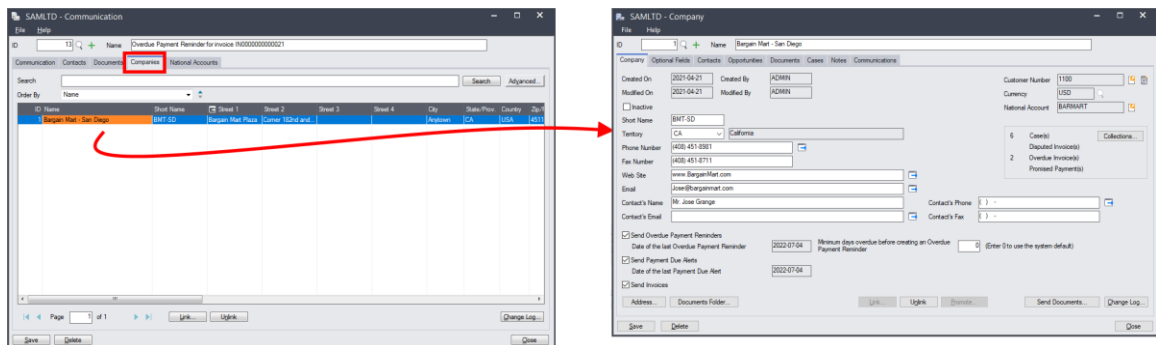 SAMLTD - Communication
File Help
ID 13 Name Overdue Payment Reminder for invoice IN0000000000021
Communication Contacts Documents Companies National Accounts
Search Search Advanced...
Order By Name
ID Name Short Name Street 1 Street 2 Street 3 Street 4 City State/Prov. Country Zip/
1 Bargain Mart - San Diego BMT-SD Bargain Mart Plaza Corner 182nd and... Anytown CA USA 4511
Page 1 of 1 Link... Unlink Change Log...
Save Delete Close
SAMLTD - Company
File Help
ID 1 Name Bargain Mart - San Diego
Company Optional Fields Contacts Opportunities Documents Cases Notes Communications
Created On 2021-04-21 Created By ADMIN Customer Number 1100
Modified On 2021-04-21 Modified By ADMIN Currency USD
Inactive National Account BARMART
Short Name BMT-SD
Territory CA California 6 Case(s) Collections...
Phone Number (408) 451-8981 Disputed Invoice(s)
Fax Number (408) 451-8711 2 Overdue Invoice(s)
Web Site www.BargainMart.com Promised Payment(s)
Email Jose@bargainmart.com
Contact's Name Mr. Jose Grange Contact's Phone ( ) -
Contact's Email Contact's Fax ( ) -
Send Overdue Payment Reminders
Date of the last Overdue Payment Reminder 2022-07-04 Minimum days overdue before creating an Overdue Payment Reminder 0 (Enter 0 to use the system default)
Send Payment Due Alerts
Date of the last Payment Due Alert 2022-07-04
Send Invoices
Address... Documents Folder... Link... Unlink Promote... Send Documents... Change Log...
Save Delete Close